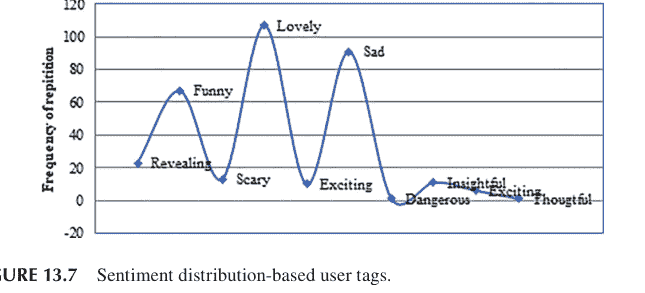 120
100
Lovely
Sad
80
Funny
60
40
Revealing
20
Scary
Exciting
Insightful
Exciting
0
Dangerous
Thougtful
-20
Frequency of repitition
GURE 13.7 Sentiment distribution-based user tags.